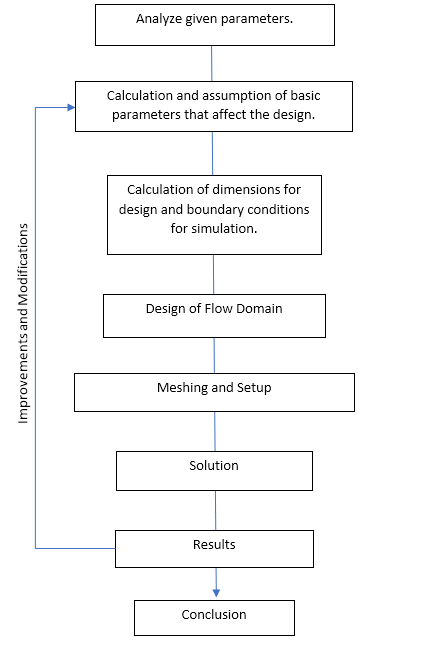 Analyze given parameters.
Calculation and assumption of basic
parameters that affect the design.
Calculation of dimensions for
design and boundary conditions
for simulation.
Design of Flow Domain
Meshing and Setup
Solution
Results
Conclusion
Improvements and Modifications